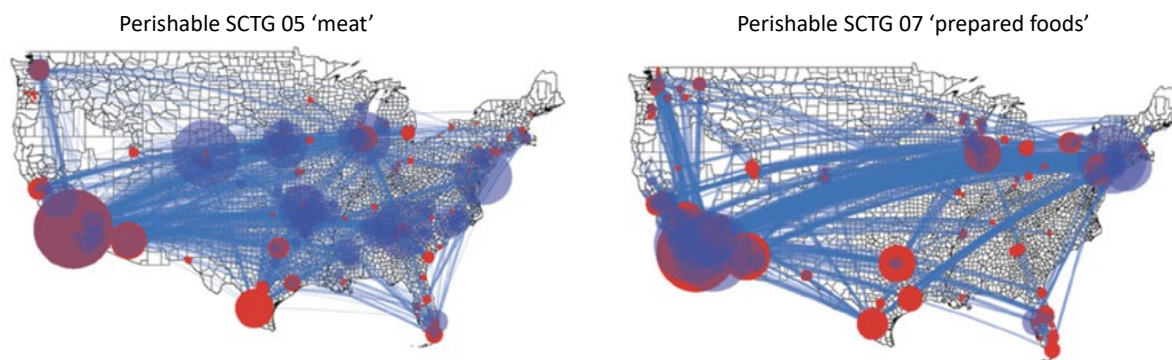 Perishable SCTG 05 ‘meat’
Perishable SCTG 07 ‘prepared foods’